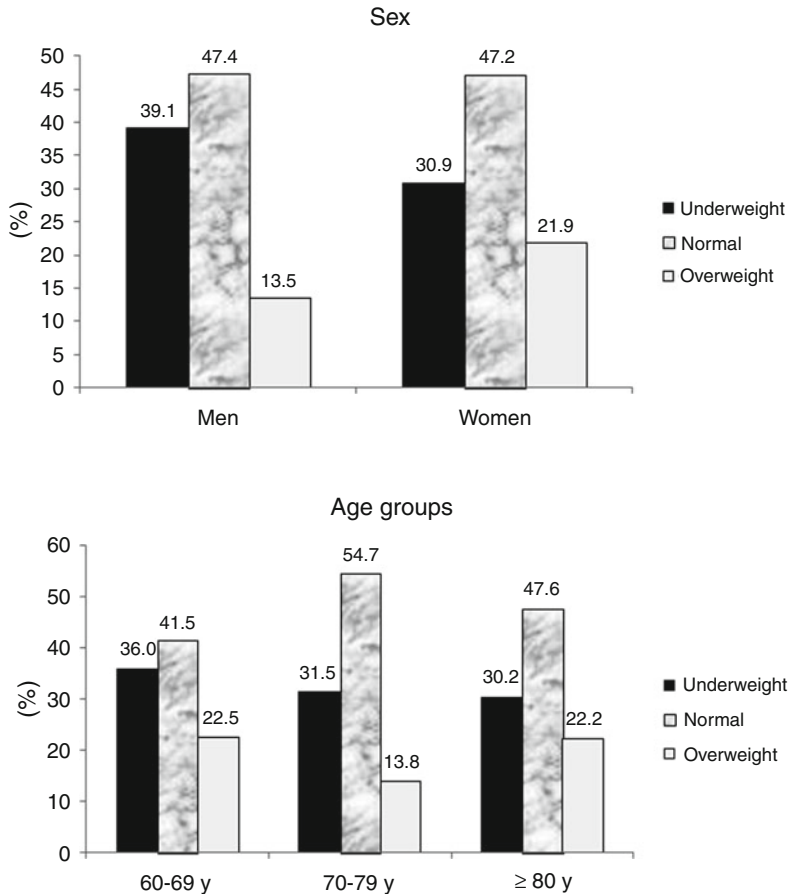 Sex
50
45
40
35
30
25
20
15
10
5
0
(%)
39.1
47.4
13.5
30.9
47.2
21.9
Men
Women
Underweight
Normal
Overweight
Age groups
60
50
40
30
20
10
0
(%)
36.0
41.5
22.5
31.5
54.7
13.8
30.2
47.6
22.2
60-69 y
70-79 y
≥ 80 y
Underweight
Normal
Overweight